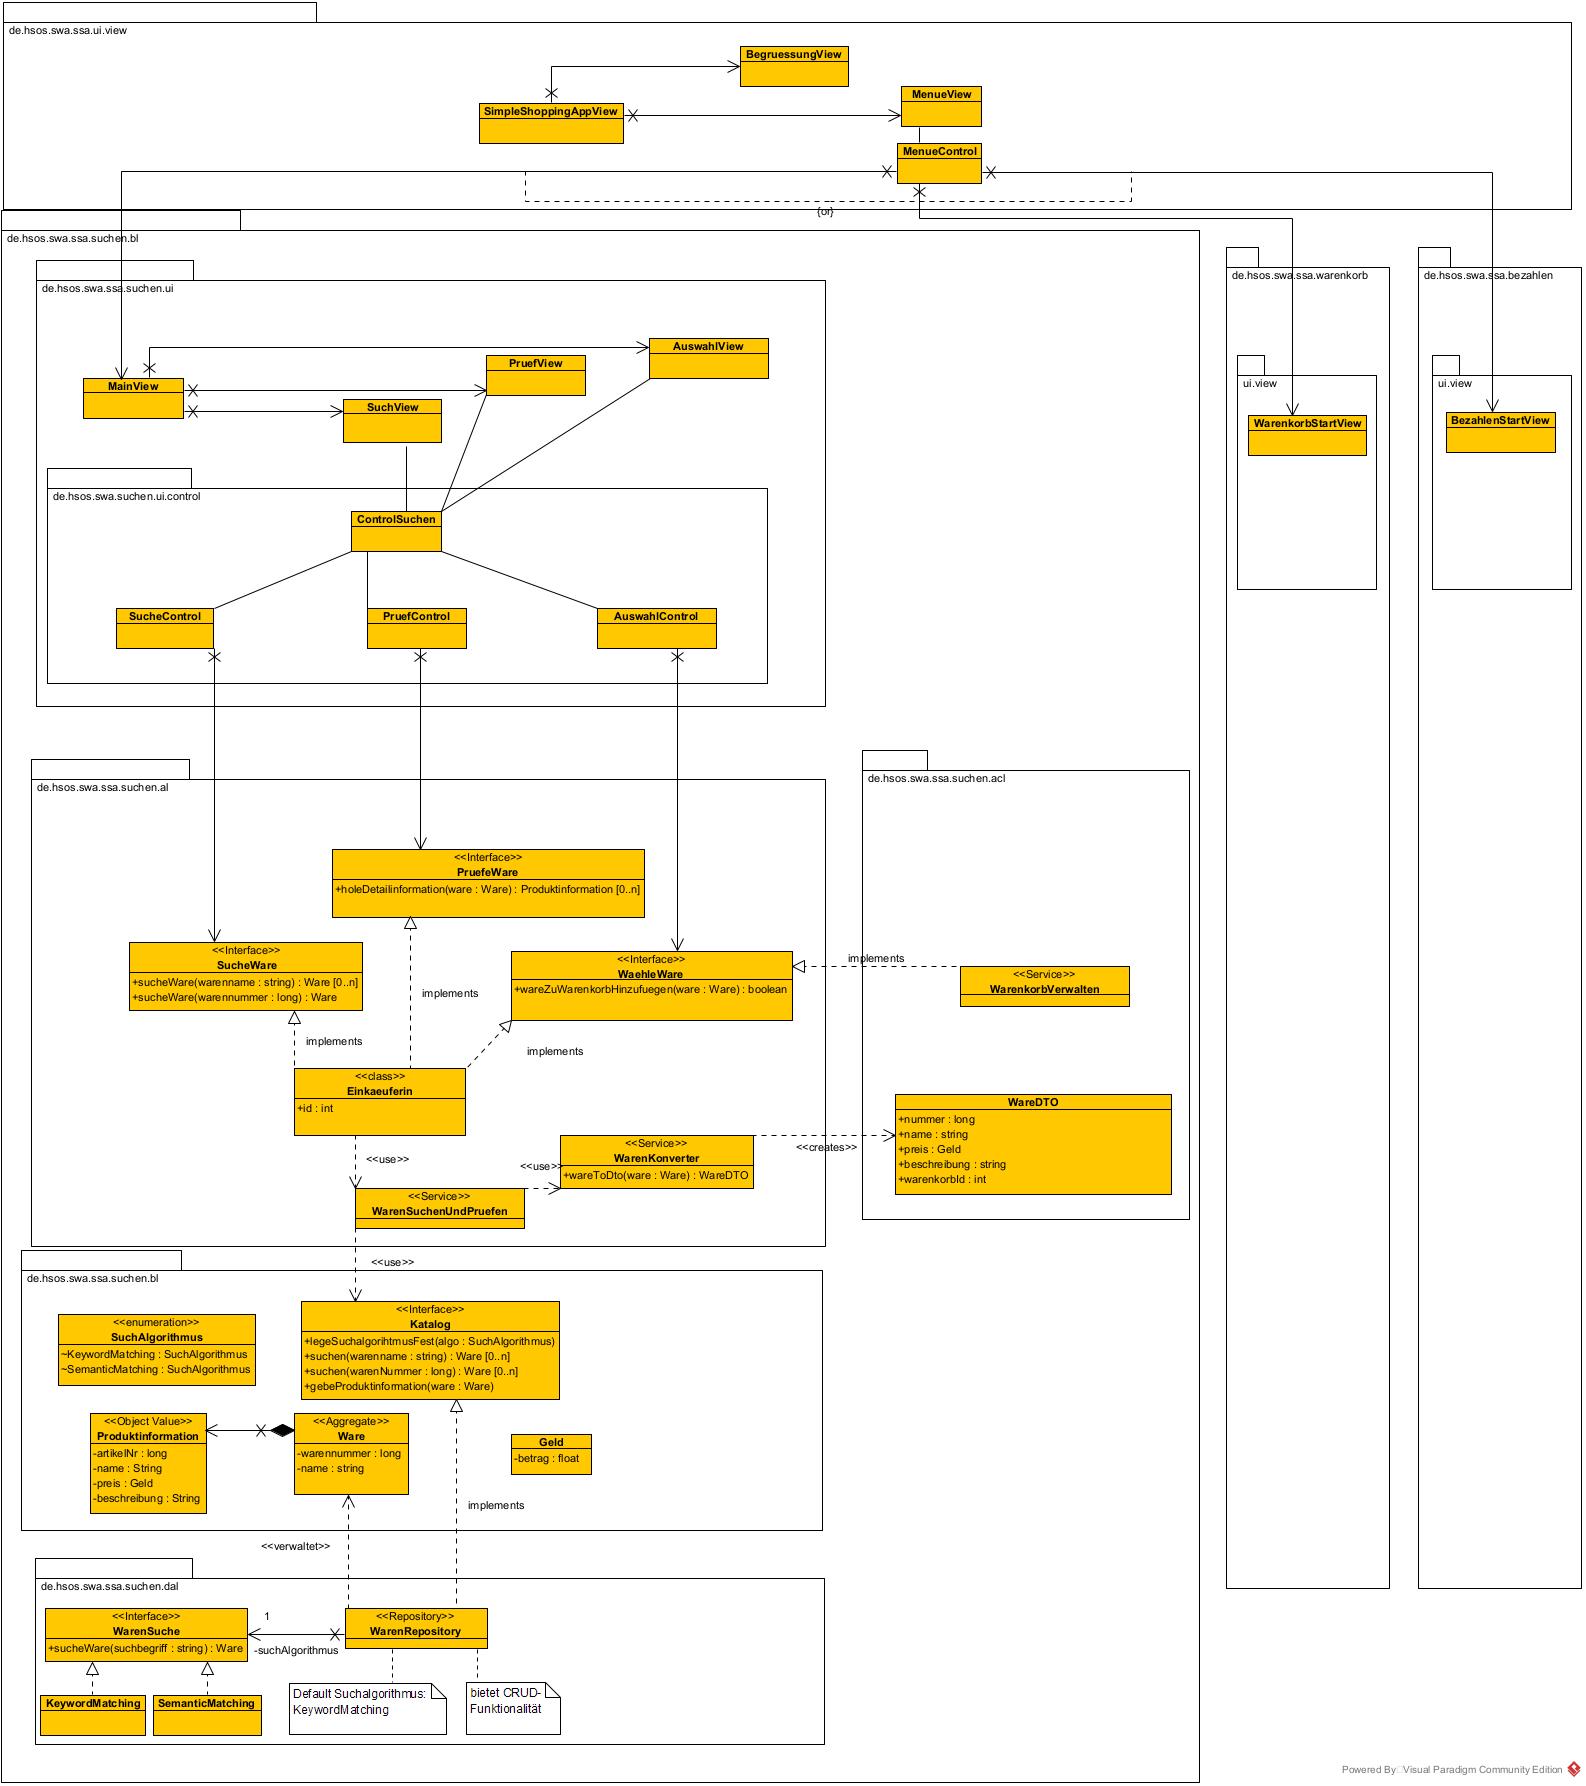 de.hsos.swa.ssa.ui.view
BegruessungView
MenueView
SimpleShoppingAppView
MenueControl
{or}
de.hsos.swa.ssa.suchen.bl
de.hsos.swa.ssa.warenkorb
de.hsos.swa.ssa.bezahlen
de.hsos.swa.ssa.suchen.ui
AuswahlView
PruefView
MainView
SuchView
ui.view
ui.view
WarenkorbStartView
BezahlenStartView
de.hsos.swa.suchen.ui.control
ControlSuchen
SucheControl
PruefControl
AuswahlControl
de.hsos.swa.ssa.suchen.al
de.hsos.swa.ssa.suchen.acl
<<Interface>>
PruefeWare
+holeDetailinformation(ware : Ware) : Produktinformation [0..n]
<<Interface>>
SucheWare
+sucheWare(warenname : string) : Ware [0..n]
+sucheWare(warennummer : long) : Ware
<<Interface>>
WaehleWare
+wareZuWarenkorbHinzufuegen(ware : Ware) : boolean
implements
<<Service>>
WarenkorbVerwalten
implements
implements
implements
<<class>>
Einkaeuferin
+id : int
WareDTO
+nummer : long
+name : string
+preis : Geld
+beschreibung : string
+warenkorbId : int
<<Service>>
WarenKonverter
+wareToDto(ware : Ware) : WareDTO
<<creates>>
<<use>>
<<use>>
<<Service>>
WarenSuchenUndPruefen
<<use>>
de.hsos.swa.ssa.suchen.bl
<<enumeration>>
SuchAlgorithmus
~KeywordMatching : SuchAlgorithmus
~SemanticMatching : SuchAlgorithmus
<<Interface>>
Katalog
+legeSuchalgorihtmusFest(algo : SuchAlgorithmus)
+suchen(warenname : string) : Ware [0..n]
+suchen(warenNummer : long) : Ware [0..n]
+gebeProduktinformation(ware : Ware)
<<Object Value>>
Produktinformation
-artikelNr : long
-name : String
-preis : Geld
-beschreibung : String
<<Aggregate>>
Ware
-warennummer : long
-name : string
Geld
-betrag : float
implements
<<verwaltet>>
de.hsos.swa.ssa.suchen.dal
<<Interface>>
WarenSuche
+sucheWare(suchbegriff : string) : Ware
1
-suchAlgorithmus
<<Repository>>
WarenRepository
KeywordMatching
SemanticMatching
Default Suchalgorithmus:
KeywordMatching
bietet CRUD-
Funktionalität
Powered By Visual Paradigm Community Edition